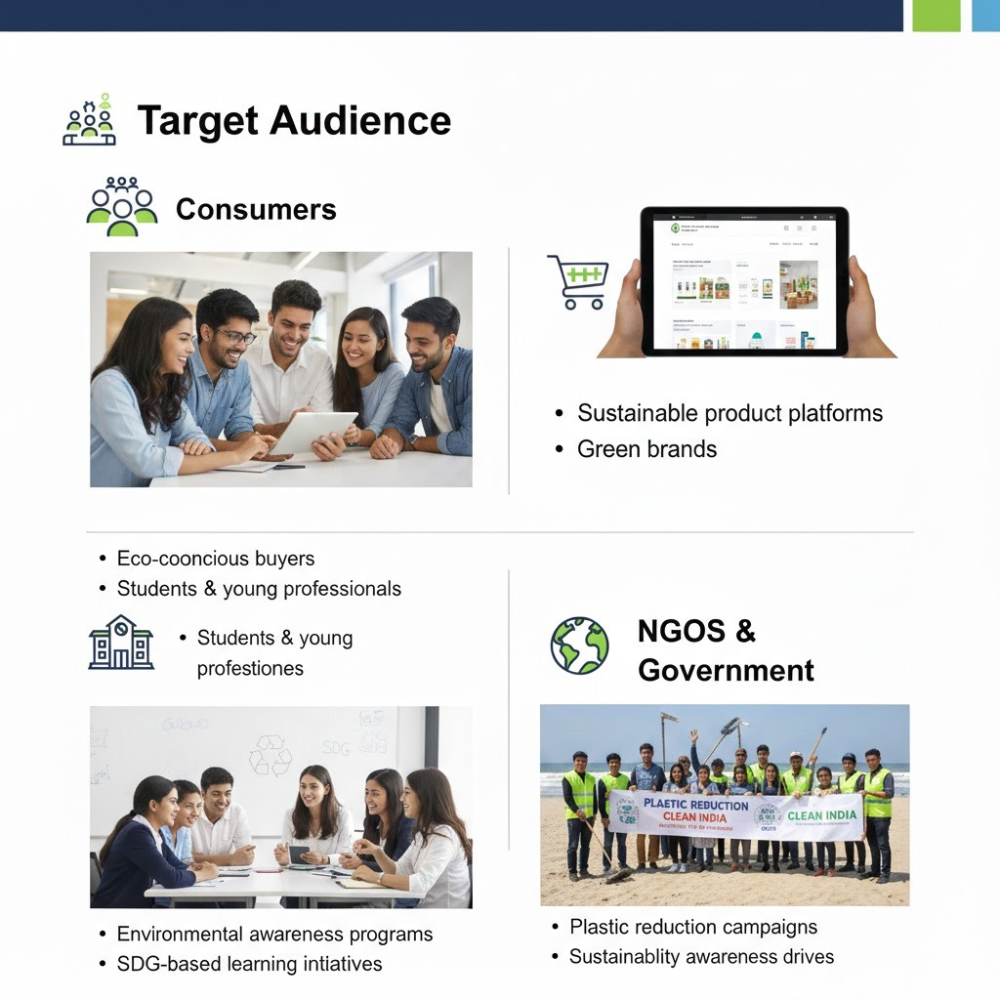 Target Audience
Consumers
• Sustainable product platforms
• Green brands
• Eco-cooncious buyers
• Students & young professionals
• Students & young
profestiones
NGOS &
Government
SDG
PLAETIC REDUCTION
CLEAN INDIA
CLEAN INDIA
• Environmental awareness programs
• SDG-based learning intiatives
• Plastic reduction campaigns
• Sustainablity awareness drives